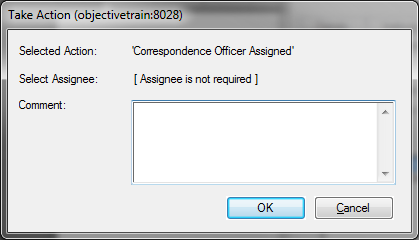 Take Action (objectivetrain:8028)
Selected Action: 'Correspondence Officer Assigned'
Select Assignee: [ Assignee is not required ]
Comment:
OK Cancel